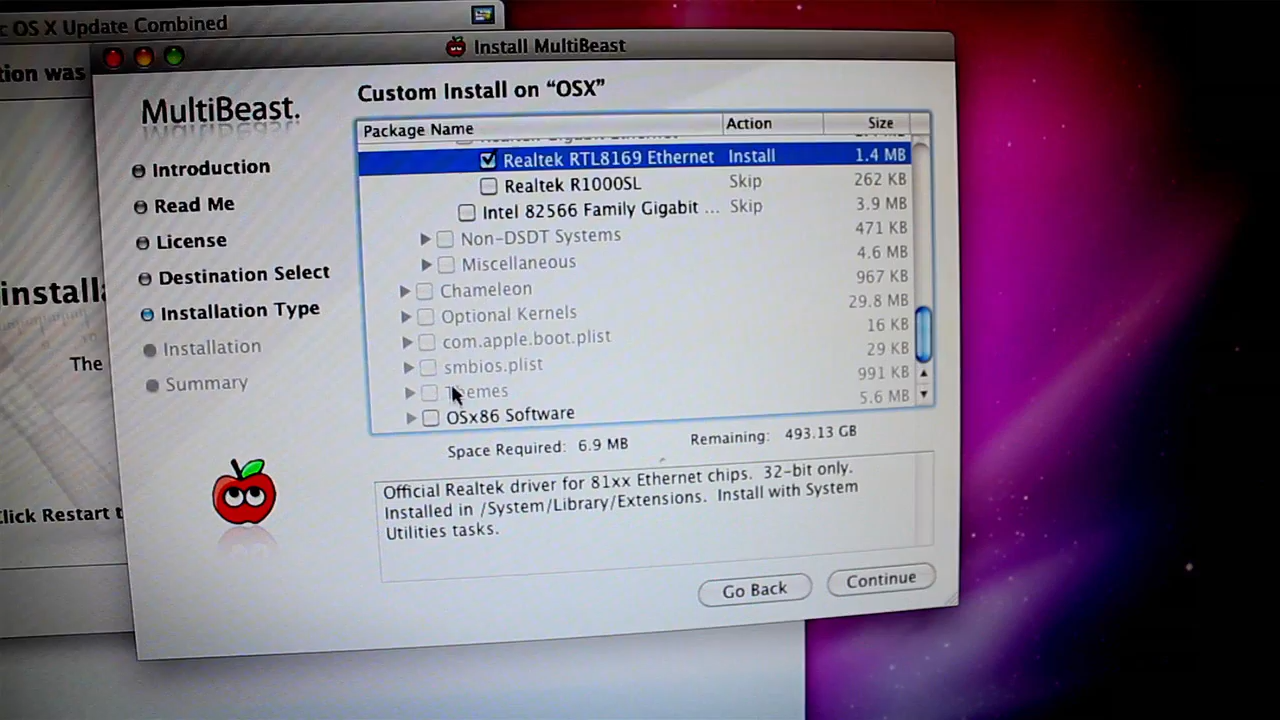 c OS X Update Combined
Install MultiBeast
tion was
MultiBeast.
Custom Install on “OSX”
Package Name Action Size
Introduction
Read Me
License
Destination Select
Installation Type
Installation
Summary
Realtek RTL8169 Ethernet Install 1.4 MB
Realtek R1000SL Skip 262 KB
Intel 82566 Family Gigabit ... Skip 3.9 MB
Non-DSDT Systems 471 KB
Miscellaneous 4.6 MB
Chameleon 967 KB
Optional Kernels 29.8 MB
com.apple.boot.plist 16 KB
smbios.plist 29 KB
Themes 991 KB
OSx86 Software 5.6 MB
install
The
Click Restart t
Space Required: 6.9 MB Remaining: 493.13 GB
Official Realtek driver for 81xx Ethernet chips. 32-bit only.
Installed in /System/Library/Extensions. Install with System
Utilities tasks.
Go Back Continue